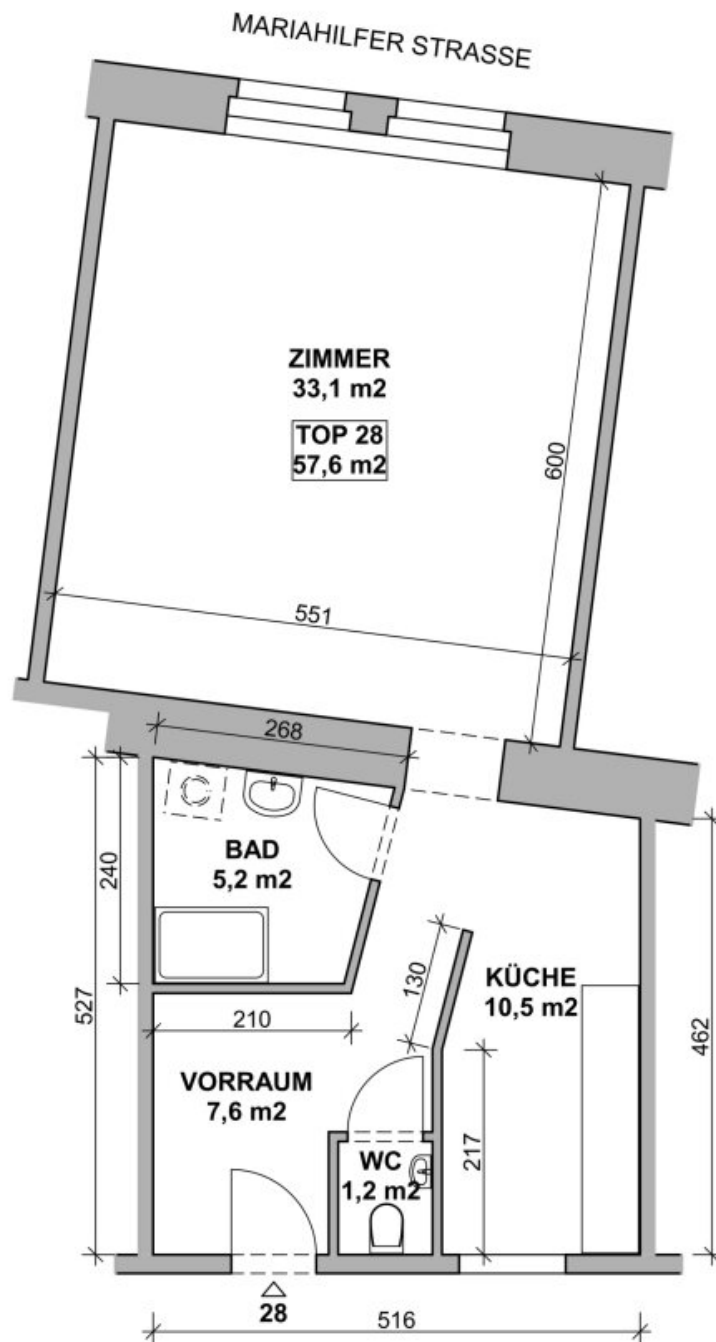 MARIAHILFER STRASSE
ZIMMER
33,1 m2
TOP 28
57,6 m2
600
551
268
BAD
5,2 m2
240
527
130
KÜCHE
10,5 m2
462
210
VORRAUM
7,6 m2
217
WC
1,2 m2
28
516